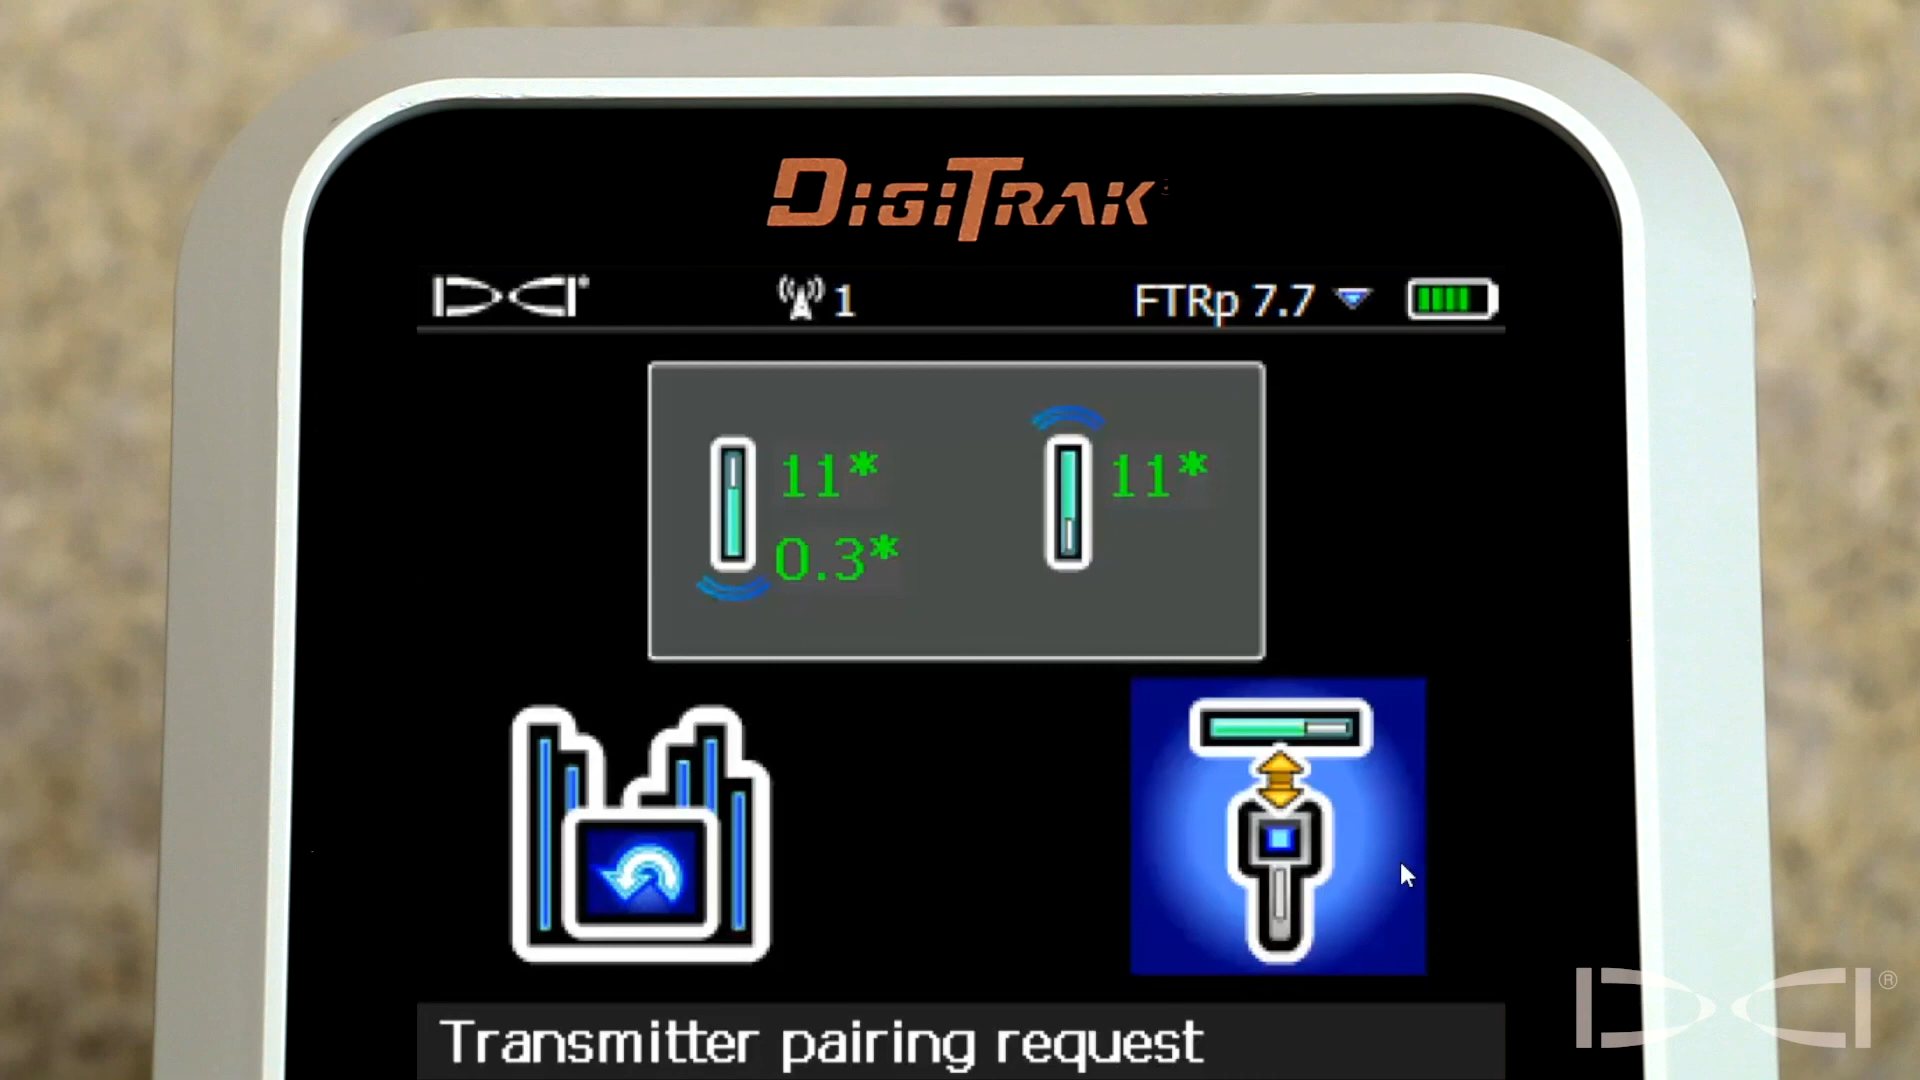 DIGITRAK
DCI® 1 FTRp 7.7
11* 11*
0.3*
Transmitter pairing request
DCI®